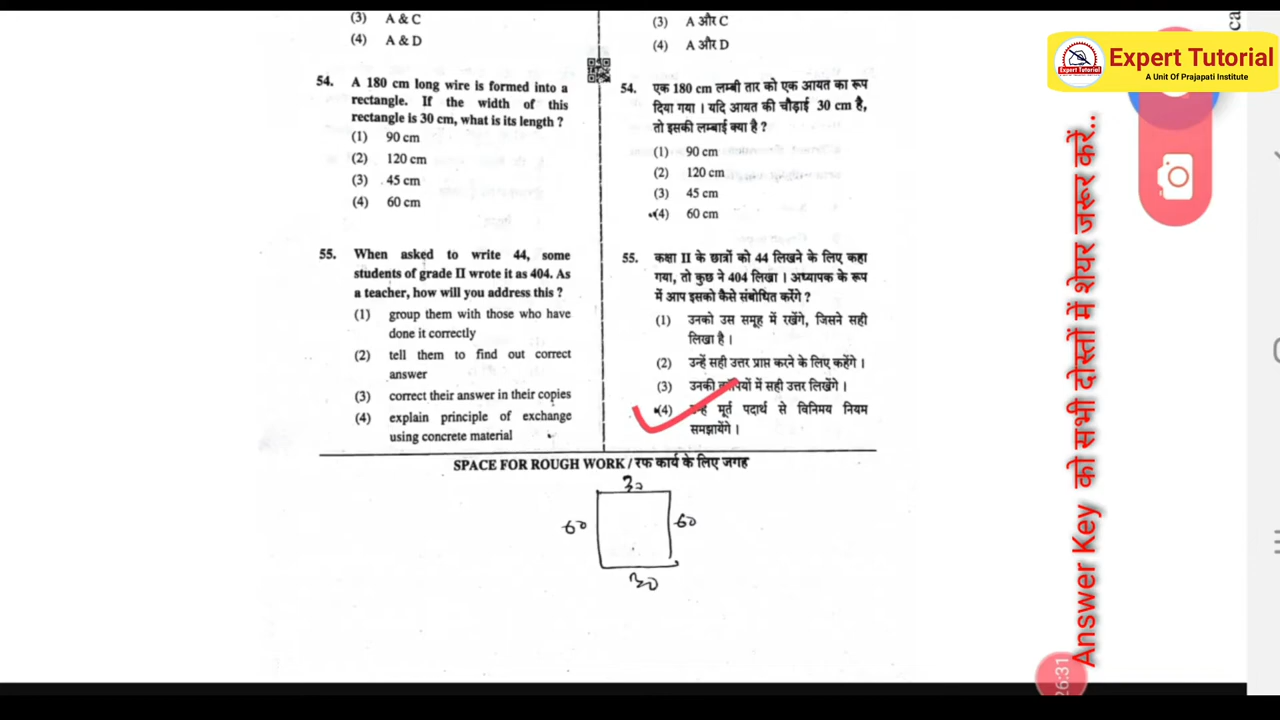 (3) A & C
(4) A & D
54. A 180 cm long wire is formed into a
rectangle. If the width of this
rectangle is 30 cm, what is its length ?
(1) 90 cm
(2) 120 cm
(3) 45 cm
(4) 60 cm
55. When asked to write 44, some
students of grade II wrote it as 404. As
a teacher, how will you address this ?
(1) group them with those who have
done it correctly
(2) tell them to find out correct
answer
(3) correct their answer in their copies
(4) explain principle of exchange
using concrete material
(3) A और C
(4) A और D
54. एक 180 cm लम्बी तार को एक आयत का रूप
दिया गया । यदि आयत की चौड़ाई 30 cm है,
तो इसकी लम्बाई क्या है ?
(1) 90 cm
(2) 120 cm
(3) 45 cm
(4) 60 cm
55. कक्षा II के छात्रों को 44 लिखने के लिए कहा
गया, तो कुछ ने 404 लिखा । अध्यापक के रूप
में आप इसको कैसे संबोधित करेंगे ?
(1) उनको उस समूह में रखेंगे, जिसने सही
लिखा है ।
(2) उन्हें सही उत्तर प्राप्त करने के लिए कहेंगे ।
(3) उनकी में सही उत्तर लिखेंगे ।
(4) उन्हें मूर्त पदार्थ से विनिमय नियम
समझायेंगे ।
SPACE FOR ROUGH WORK / रफ कार्य के लिए जगह
30
60 60
30
Expert Tutorial
Expert Tutorial
A Unit Of Prajapati Institute
Answer Key को सभी दोस्तों में शेयर जरूर करें..
26:31